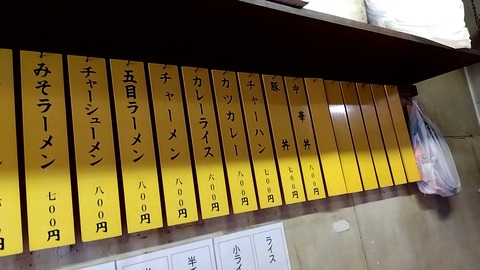 みそラーメン 七〇〇円
チャーシューメン 八〇〇円
五目ラーメン 八〇〇円
チャーメン 八〇〇円
カレーライス 六〇〇円
カツカレー 八〇〇円
チャーハン 七〇〇円
豚丼 七〇〇円
中華丼 八〇〇円
半
小ライ
ライス